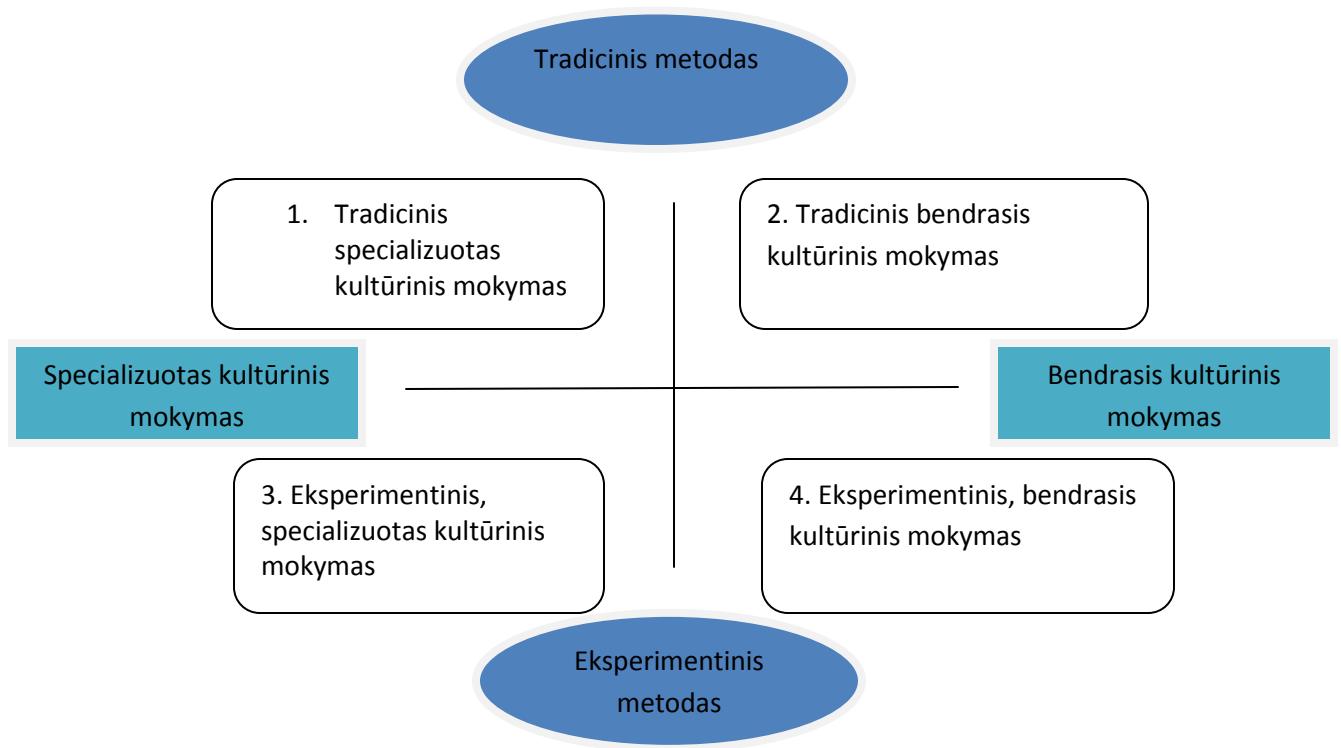 Tradicinis metodas
1. Tradicinis
specializuotas
kultūrinis mokymas
2. Tradicinis bendrasis
kultūrinis mokymas
Specializuotas kultūrinis
mokymas
Bendrasis kultūrinis
mokymas
3. Eksperimentinis,
specializuotas kultūrinis
mokymas
4. Eksperimentinis, bendrasis
kultūrinis mokymas
Eksperimentinis
metodas